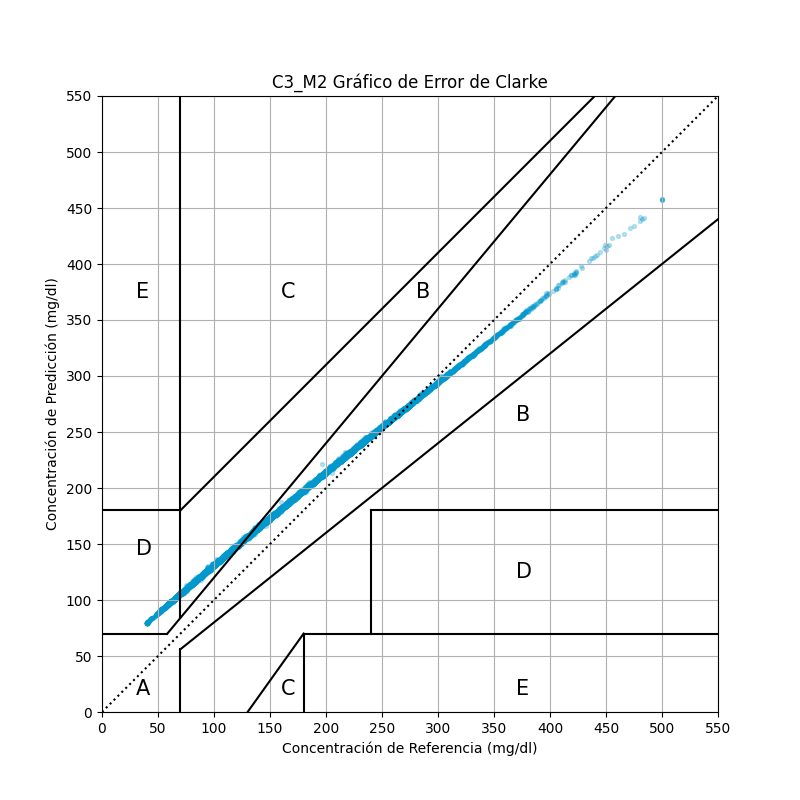 C3_M2 Gráfico de Error de Clarke
Concentración de Predicción (mg/dl)
550
500
450
400
350
300
250
200
150
100
50
0
E
C
B
B
D
D
A
C
E
0 50 100 150 200 250 300 350 400 450 500 550
Concentración de Referencia (mg/dl)